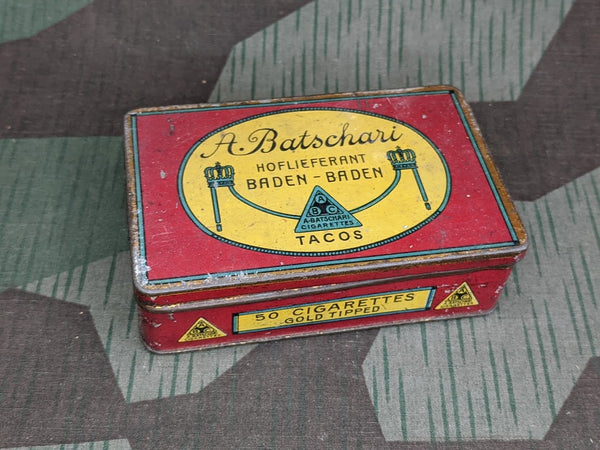 A. Batschari
HOFLIEFERANT
BADEN - BADEN
A
B C
A·BATSCHARI
CIGARETTES
TACOS
50 CIGARETTES
GOLD TIPPED